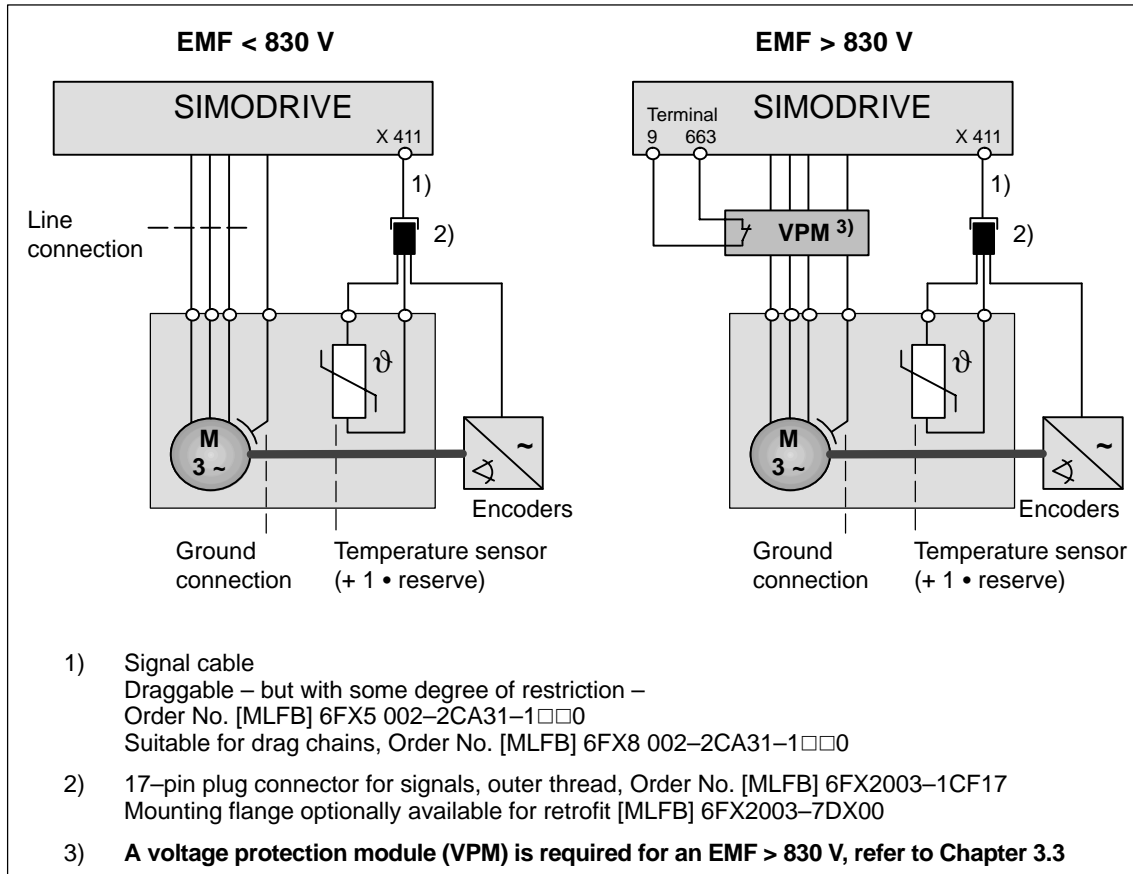 EMF < 830 V
SIMODRIVE
X 411
1)
2)
Line
connection
M
3 ~
ϑ
~
Encoders
Ground
connection
Temperature sensor
(+ 1 • reserve)
EMF > 830 V
Terminal
9 663
SIMODRIVE
X 411
1)
2)
VPM 3)
M
3 ~
ϑ
~
Encoders
Ground
connection
Temperature sensor
(+ 1 • reserve)
1) Signal cable
Draggable – but with some degree of restriction –
Order No. [MLFB] 6FX5 002–2CA31–1□□0
Suitable for drag chains, Order No. [MLFB] 6FX8 002–2CA31–1□□0
2) 17–pin plug connector for signals, outer thread, Order No. [MLFB] 6FX2003–1CF17
Mounting flange optionally available for retrofit [MLFB] 6FX2003–7DX00
3) A voltage protection module (VPM) is required for an EMF > 830 V, refer to Chapter 3.3